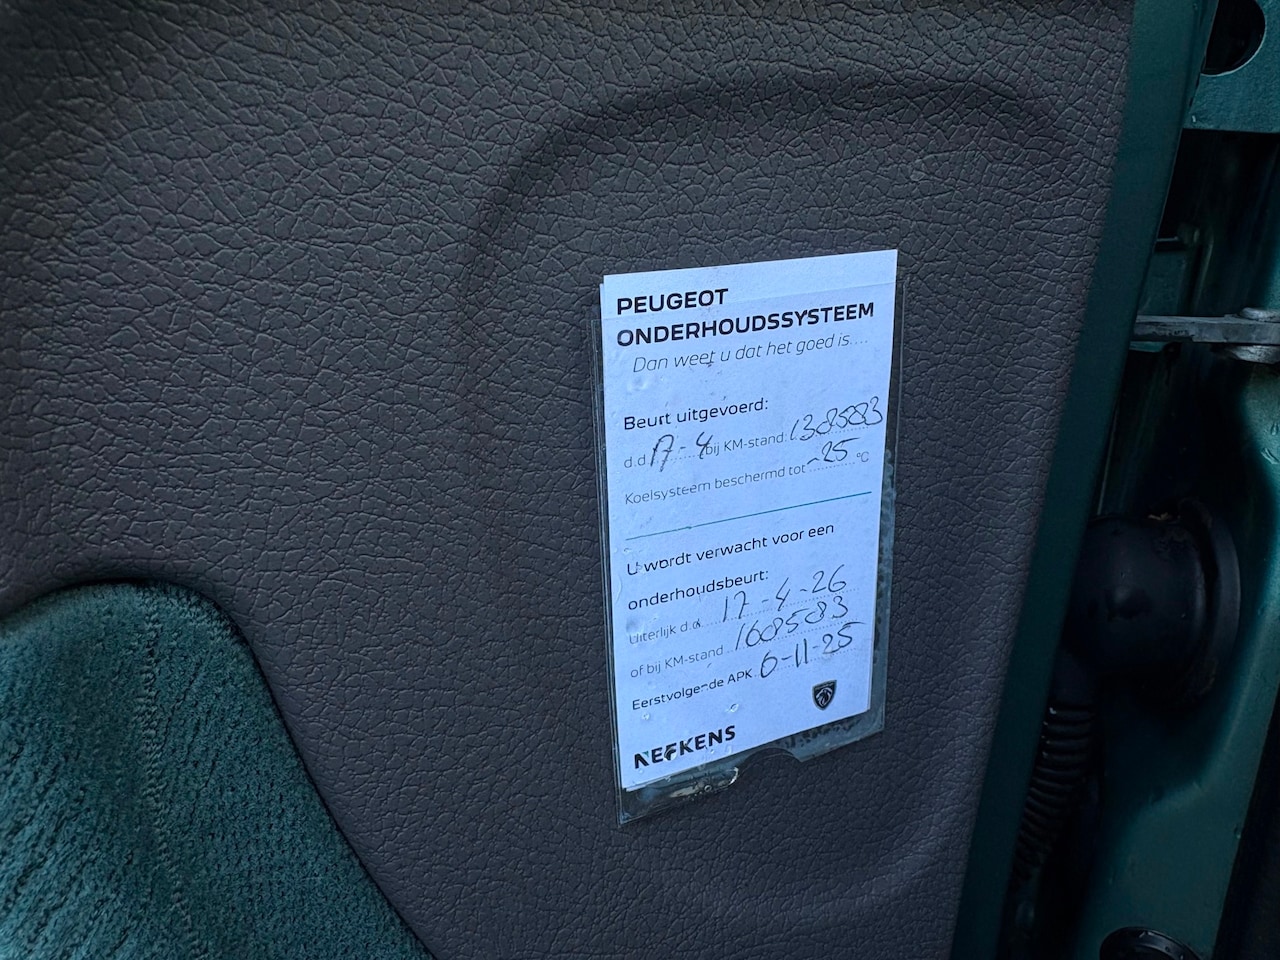 PEUGEOT
ONDERHOUDSSYSTEEM
Dan weet u dat het goed is....
Beurt uitgevoerd:
d.d. 17-4 bij KM-stand: 138583
Koelsysteem beschermd tot -25 °C
U wordt verwacht voor een
onderhoudsbeurt:
Uiterlijk d.d. 17-4-26
of bij KM-stand 168583
Eerstvolgende APK 6-11-25
NEFKENS